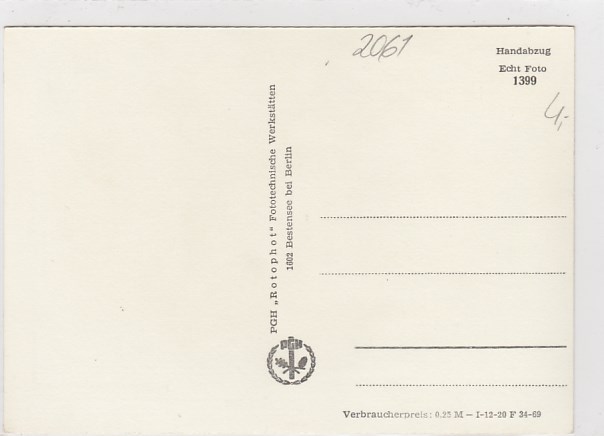 2061
Handabzug
Echt Foto
1399
4,-
PGH „Rotophot" Fototechnische Werkstätten
1602 Bestensee bei Berlin
PGH
Verbraucherpreis: 0.25 M – I-12-20 F 34-69